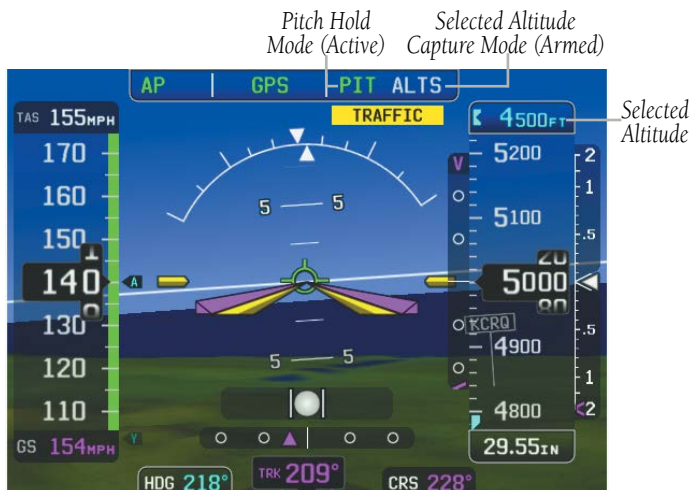 Pitch Hold
Mode (Active)
Selected Altitude
Capture Mode (Armed)
AP GPS PIT ALTS
TRAFFIC
TAS 155MPH
4500FT
Selected
Altitude
170
160
150
140
130
120
110
GS 154MPH
A
Y
5 5
5 5
V
5200
5100
5000
4900
4800
20
80
KCRQ
2
1
.5
.5
1
2
29.55IN
HDG 218°
TRK 209°
CRS 228°